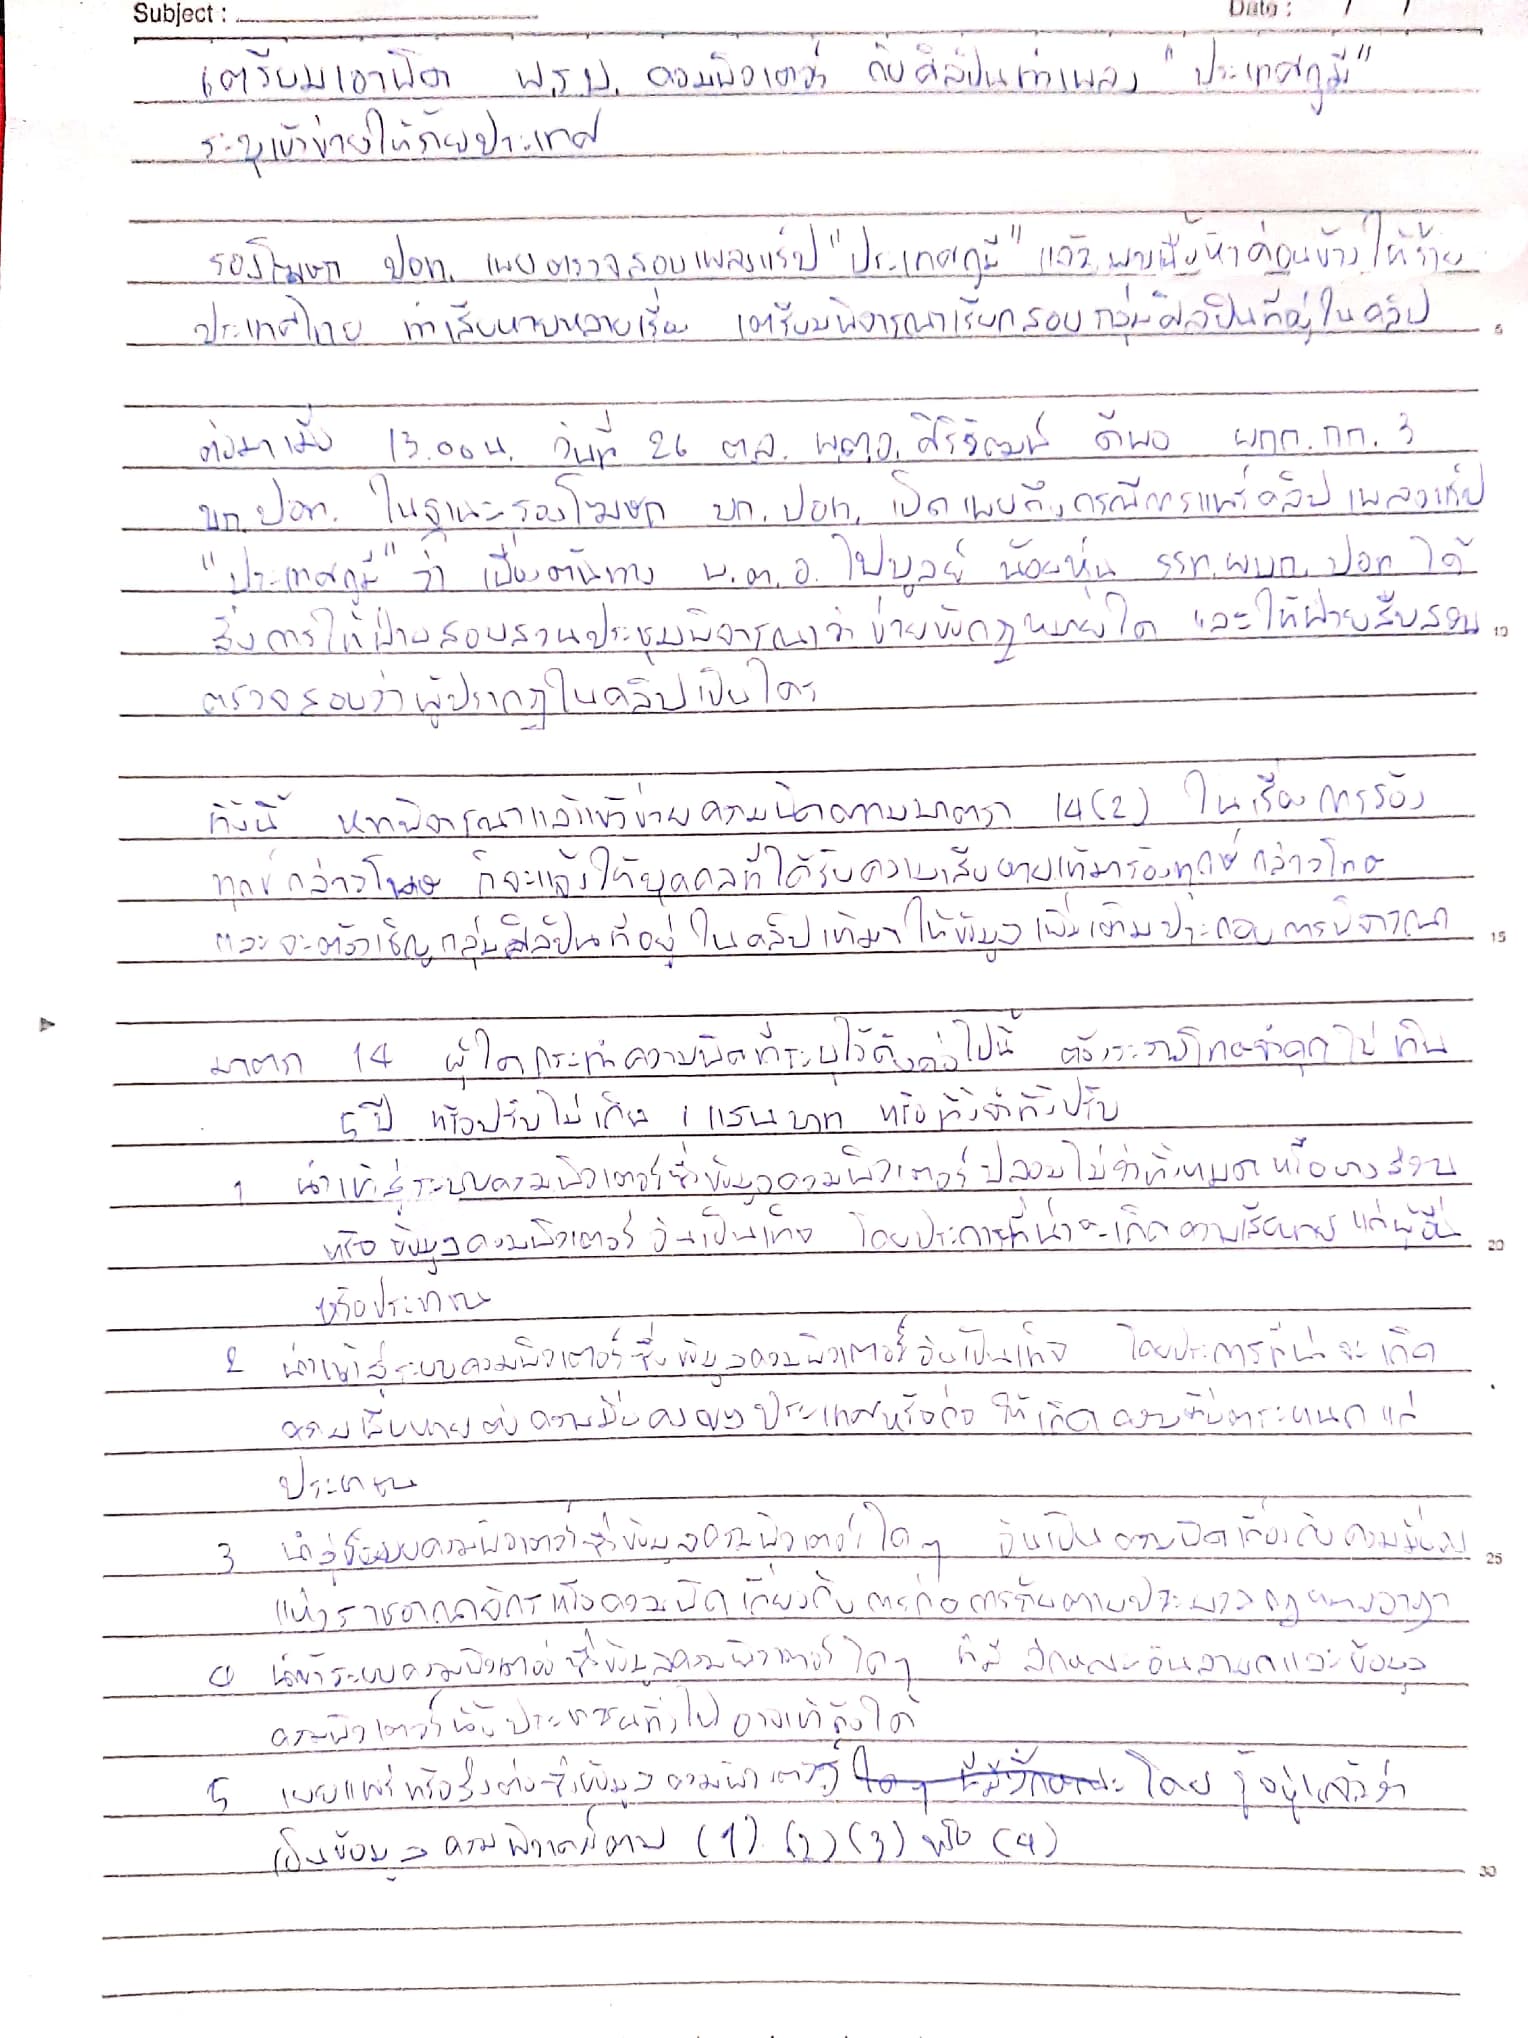 Subject :
Date : / /
เตรียมเอาผิด พ.ร.บ. คอมพิวเตอร์ กับศิลปินทำเพลง "ประเทศกูมี"
ระบุเข้าข่ายให้ร้ายประเทศ
รองโฆษก ปอท. เผยตรวจสอบเพลงแร็ป "ประเทศกูมี" แล้ว พบเนื้อหาค่อนข้างให้ร้าย
ประเทศไทย ทำเสียหายหลายเรื่อง เตรียมพิจารณาเรียกสอบกลุ่มศิลปินที่อยู่ในคลิป
5
ต่อมาเมื่อ 13.00 น. วันที่ 26 ต.ค. พ.ต.อ. ศิริวัฒน์ ดีพอ ผกก.กก. 3
บก.ปอท. ในฐานะรองโฆษก บก.ปอท. เปิดเผยถึงกรณีการแพร่คลิปเพลงแร็ป
"ประเทศกูมี" ว่า เบื้องต้นทาง พ.ต.อ. ไพบูลย์ น้อยหุ่น รรท.ผบก.ปอท ได้
สั่งการให้ฝ่ายสอบสวนประชุมพิจารณาว่าข่ายข้อกฎหมายใด และให้ฝ่ายสืบสวน
10
ตรวจสอบว่าผู้ปรากฏในคลิปเป็นใคร
ทั้งนี้ หากพิจารณาแล้วเข้าข่ายความผิดตามมาตรา 14(2) ในเรื่องการร้อง
ทุกข์กล่าวโทษ ก็จะแจ้งให้บุคคลที่ได้รับความเสียหายเข้ามาร้องทุกข์กล่าวโทษ
และจะต้องเชิญกลุ่มศิลปินที่อยู่ในคลิปเข้ามาให้ข้อมูลเพิ่มเติมประกอบการพิจารณา
15
มาตรา 14 ผู้ใดกระทำความผิดที่ระบุไว้ดังต่อไปนี้ ต้องระวางโทษจำคุกไม่เกิน
5 ปี หรือปรับไม่เกิน 1 แสนบาท หรือทั้งจำทั้งปรับ
1 นำเข้าสู่ระบบคอมพิวเตอร์ซึ่งข้อมูลคอมพิวเตอร์ปลอมไม่ว่าทั้งหมดหรือบางส่วน
หรือข้อมูลคอมพิวเตอร์อันเป็นเท็จ โดยประการที่น่าจะเกิดความเสียหายแก่ผู้อื่น
20
หรือประชาชน
2 นำเข้าสู่ระบบคอมพิวเตอร์ซึ่งข้อมูลคอมพิวเตอร์อันเป็นเท็จ โดยประการที่น่าจะเกิด
ความเสียหายต่อความมั่นคงของประเทศหรือก่อให้เกิดความตื่นตระหนกแก่
ประชาชน
3 นำสู่ระบบคอมพิวเตอร์ซึ่งข้อมูลคอมพิวเตอร์ใดๆ อันเป็นความผิดเกี่ยวกับความมั่นคง
25
แห่งราชอาณาจักรหรือความผิดเกี่ยวกับการก่อการร้ายตามประมวลกฎหมายอาญา
4 นำเข้าระบบคอมพิวเตอร์ซึ่งข้อมูลคอมพิวเตอร์ใดๆ ที่มีลักษณะอันลามกและข้อมูล
คอมพิวเตอร์นั้นประชาชนทั่วไปอาจเข้าถึงได้
5 เผยแพร่หรือส่งต่อซึ่งข้อมูลคอมพิวเตอร์ ใดๆ ที่มีลักษณะ โดยรู้อยู่แล้วว่า
เป็นข้อมูลคอมพิวเตอร์ตาม (1) (2) (3) หรือ (4)
30